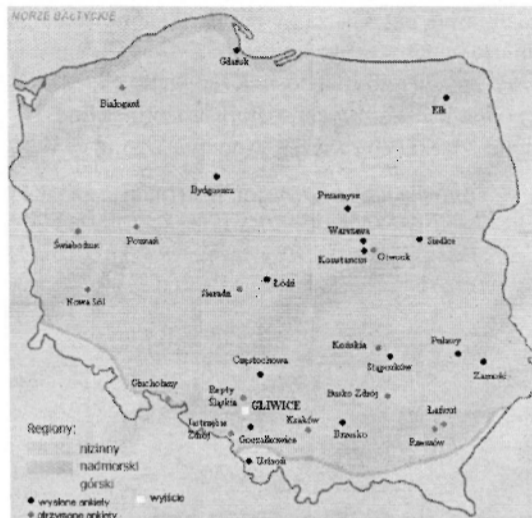 MORZE BAŁTYCKIE
Gdańsk
Białogard
Ełk
Bydgoszcz
Przasnysz
Warszawa
Siedlce
Świebodzin
Poznań
Konstancin
Otwock
Nowa Sól
Sieradz
Łódź
Końskie
Puławy
Częstochowa
Stąporków
Zamość
Głuchołazy
Repty
Śląskie
Busko Zdrój
GLIWICE
Łańcut
Jastrzębie
Zdrój
Kraków
Goczałkowice
Brzesko
Rzeszów
Ustroń
Regiony:
nizinny
nadmorski
górski
wysłane ankiety
wyjście
otrzymane ankiety